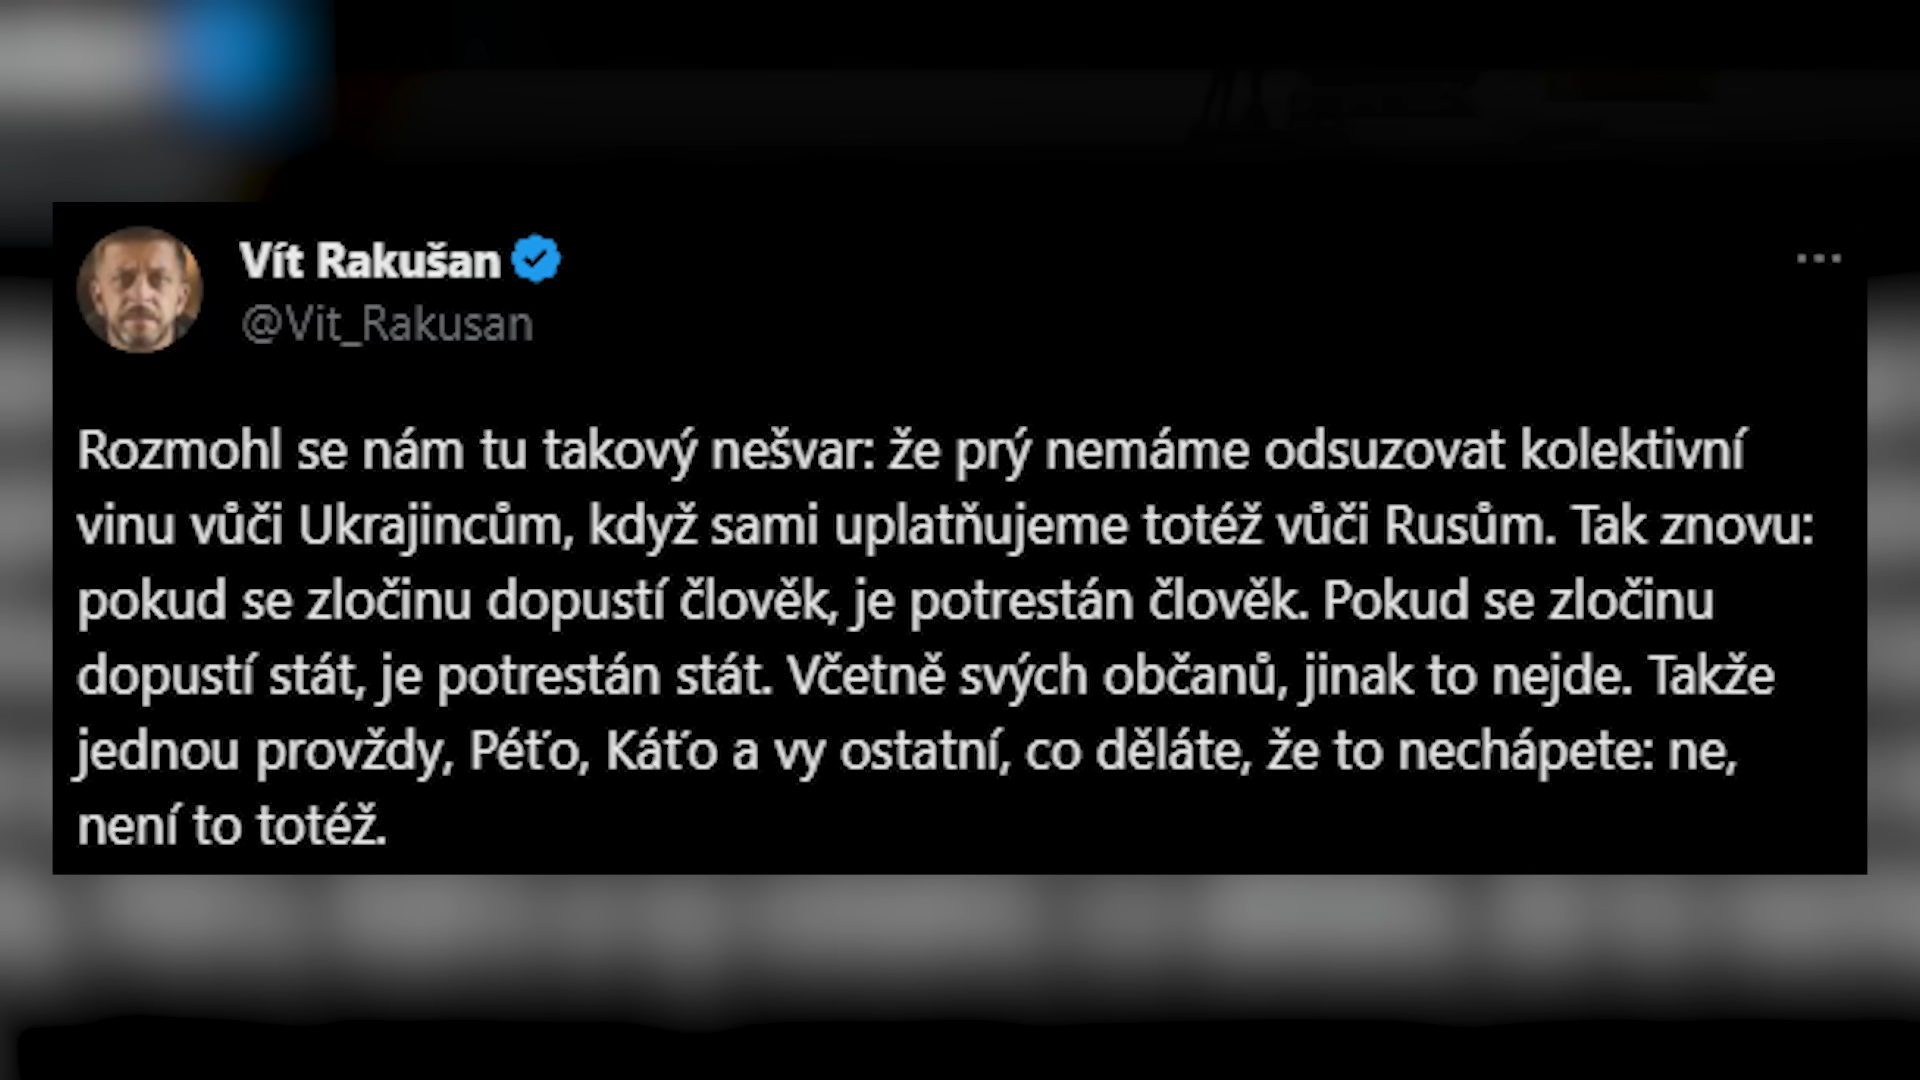 Vít Rakušan
@Vit_Rakusan
Rozmohl se nám tu takový nešvar: že prý nemáme odsuzovat kolektivní
vinu vůči Ukrajincům, když sami uplatňujeme totéž vůči Rusům. Tak znovu:
pokud se zločinu dopustí člověk, je potrestán člověk. Pokud se zločinu
dopustí stát, je potrestán stát. Včetně svých občanů, jinak to nejde. Takže
jednou provždy, Péťo, Káťo a vy ostatní, co děláte, že to nechápete: ne,
není to totéž.